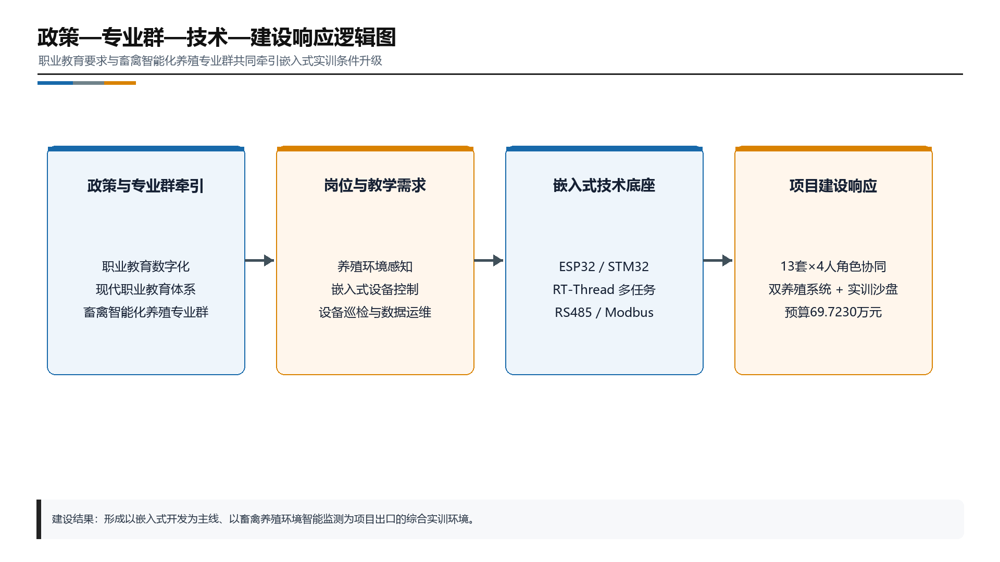 政策—专业群—技术—建设响应逻辑图
职业教育要求与畜禽智能化养殖专业群共同牵引嵌入式实训条件升级
政策与专业群牵引
职业教育数字化
现代职业教育体系
畜禽智能化养殖专业群
岗位与教学需求
养殖环境感知
嵌入式设备控制
设备巡检与数据运维
嵌入式技术底座
ESP32 / STM32
RT-Thread 多任务
RS485 / Modbus
项目建设响应
13套×4人角色协同
双养殖系统 + 实训沙盘
预算69.7230万元
建设结果：形成以嵌入式开发为主线、以畜禽养殖环境智能监测为项目出口的综合实训环境。